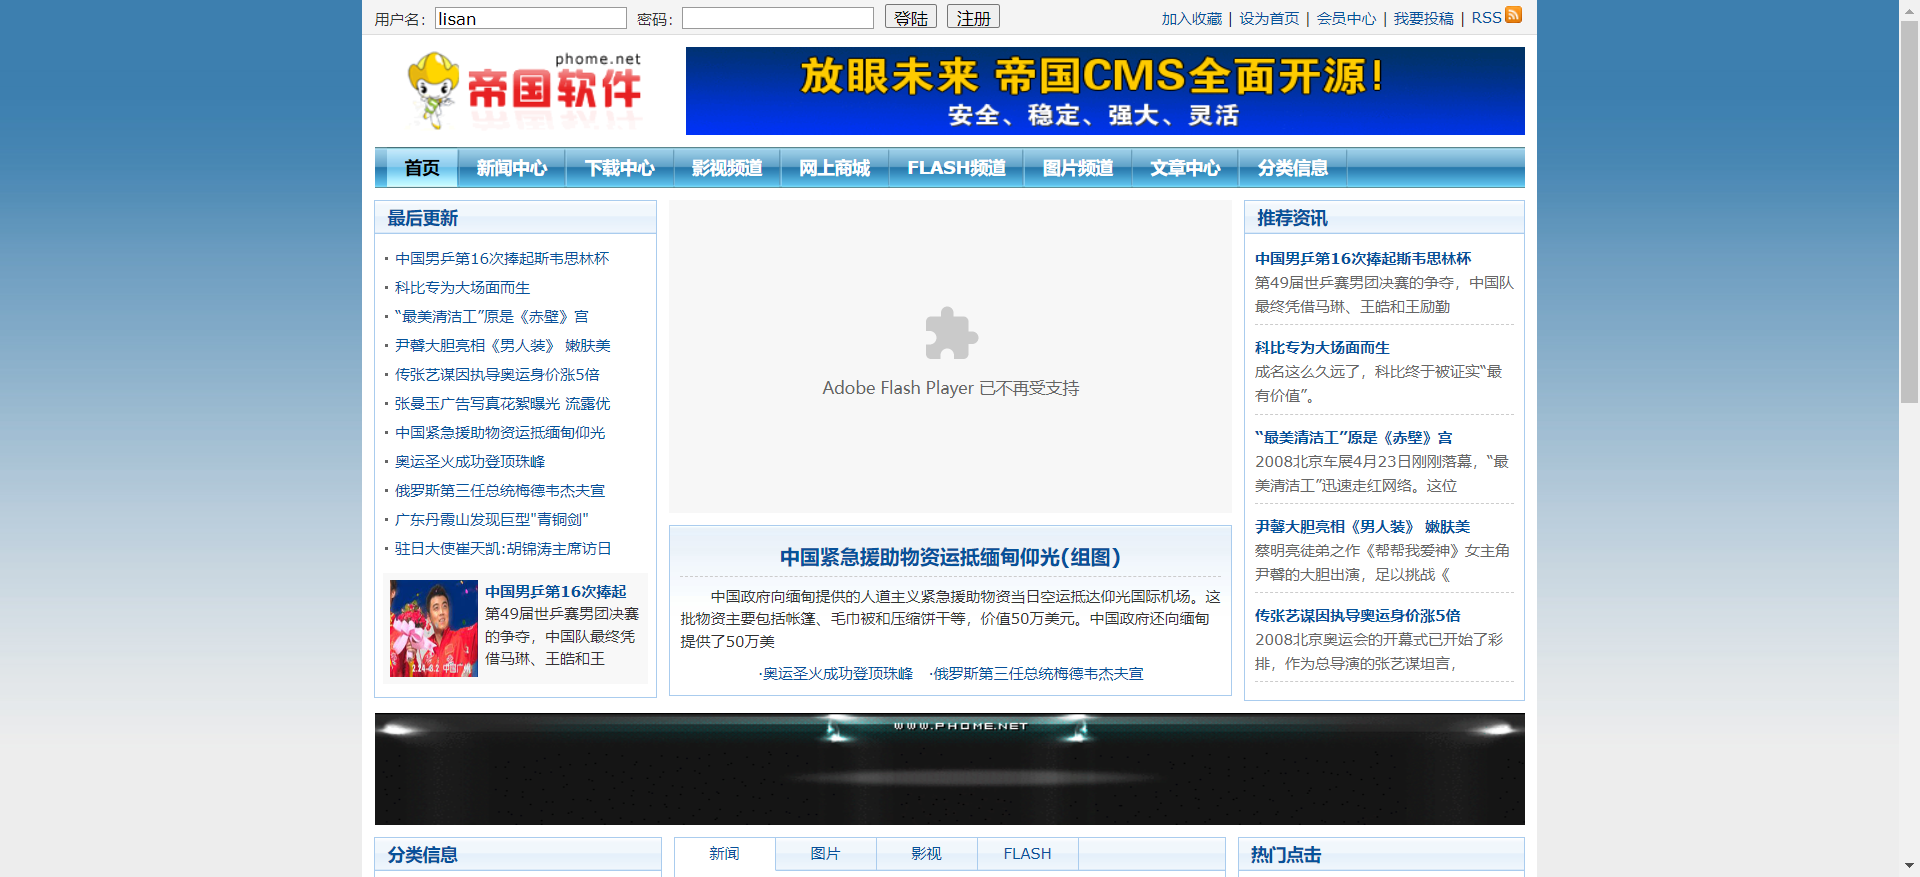 用户名： lisan 密码： 登陆 注册 加入收藏 | 设为首页 | 会员中心 | 我要投稿 | RSS
phome.net
帝国软件
放眼未来 帝国CMS全面开源!
安全、稳定、强大、灵活
首页 新闻中心 下载中心 影视频道 网上商城 FLASH频道 图片频道 文章中心 分类信息
最后更新
· 中国男乒第16次捧起斯韦思林杯
· 科比专为大场面而生
· “最美清洁工”原是《赤壁》宫
· 尹馨大胆亮相《男人装》 嫩肤美
· 传张艺谋因执导奥运身价涨5倍
· 张曼玉广告写真花絮曝光 流露优
· 中国紧急援助物资运抵缅甸仰光
· 奥运圣火成功登顶珠峰
· 俄罗斯第三任总统梅德韦杰夫宣
· 广东丹霞山发现巨型"青铜剑"
· 驻日大使崔天凯:胡锦涛主席访日
中国男乒第16次捧起
第49届世乒赛男团决赛
的争夺，中国队最终凭
借马琳、王皓和王
Adobe Flash Player 已不再受支持
中国紧急援助物资运抵缅甸仰光(组图)
中国政府向缅甸提供的人道主义紧急援助物资当日空运抵达仰光国际机场。这
批物资主要包括帐篷、毛巾被和压缩饼干等，价值50万美元。中国政府还向缅甸
提供了50万美
·奥运圣火成功登顶珠峰 ·俄罗斯第三任总统梅德韦杰夫宣
推荐资讯
中国男乒第16次捧起斯韦思林杯
第49届世乒赛男团决赛的争夺，中国队
最终凭借马琳、王皓和王励勤
科比专为大场面而生
成名这么久远了，科比终于被证实“最
有价值”。
“最美清洁工”原是《赤壁》宫
2008北京车展4月23日刚刚落幕，“最
美清洁工”迅速走红网络。这位
尹馨大胆亮相《男人装》 嫩肤美
蔡明亮徒弟之作《帮帮我爱神》女主角
尹馨的大胆出演，足以挑战《
传张艺谋因执导奥运身价涨5倍
2008北京奥运会的开幕式已开始了彩
排，作为总导演的张艺谋坦言，
WWW.PHOME.NET
分类信息
新闻 图片 影视 FLASH
热门点击